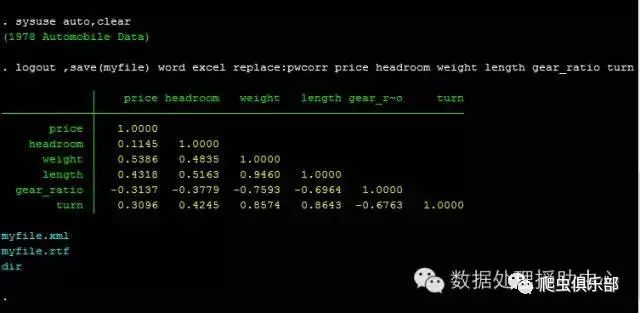 . sysuse auto,clear
(1978 Automobile Data)
. logout ,save(myfile) word excel replace:pwcorr price headroom weight length gear_ratio turn
price headroom weight length gear_r~o turn
price 1.0000
headroom 0.1145 1.0000
weight 0.5386 0.4835 1.0000
length 0.4318 0.5163 0.9460 1.0000
gear_ratio -0.3137 -0.3779 -0.7593 -0.6964 1.0000
turn 0.3096 0.4245 0.8574 0.8643 -0.6763 1.0000
myfile.xml
myfile.rtf
dir
数据处理援助中心
爬虫俱乐部
.